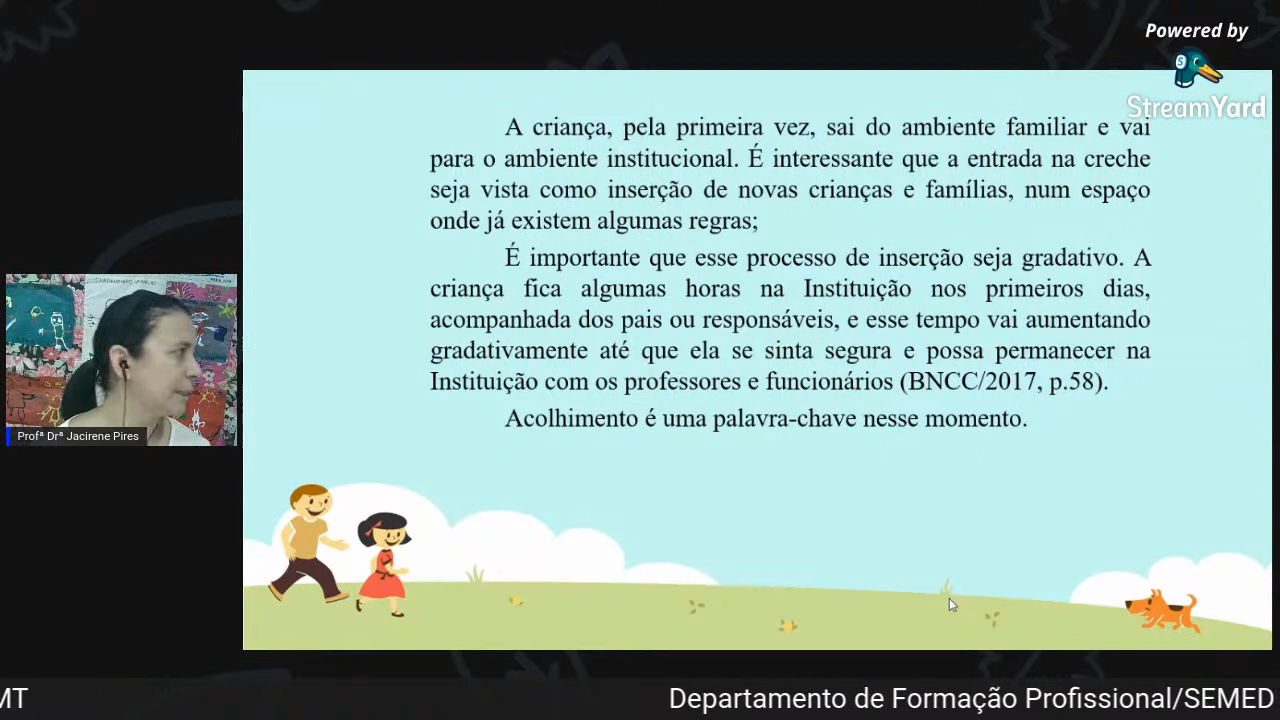 Powered by
StreamYard
A criança, pela primeira vez, sai do ambiente familiar e vai
para o ambiente institucional. É interessante que a entrada na creche
seja vista como inserção de novas crianças e famílias, num espaço
onde já existem algumas regras;
É importante que esse processo de inserção seja gradativo. A
criança fica algumas horas na Instituição nos primeiros dias,
acompanhada dos pais ou responsáveis, e esse tempo vai aumentando
gradativamente até que ela se sinta segura e possa permanecer na
Instituição com os professores e funcionários (BNCC/2017, p.58).
Acolhimento é uma palavra-chave nesse momento.
Profª Drª Jacirene Pires
MT
Departamento de Formação Profissional/SEMED